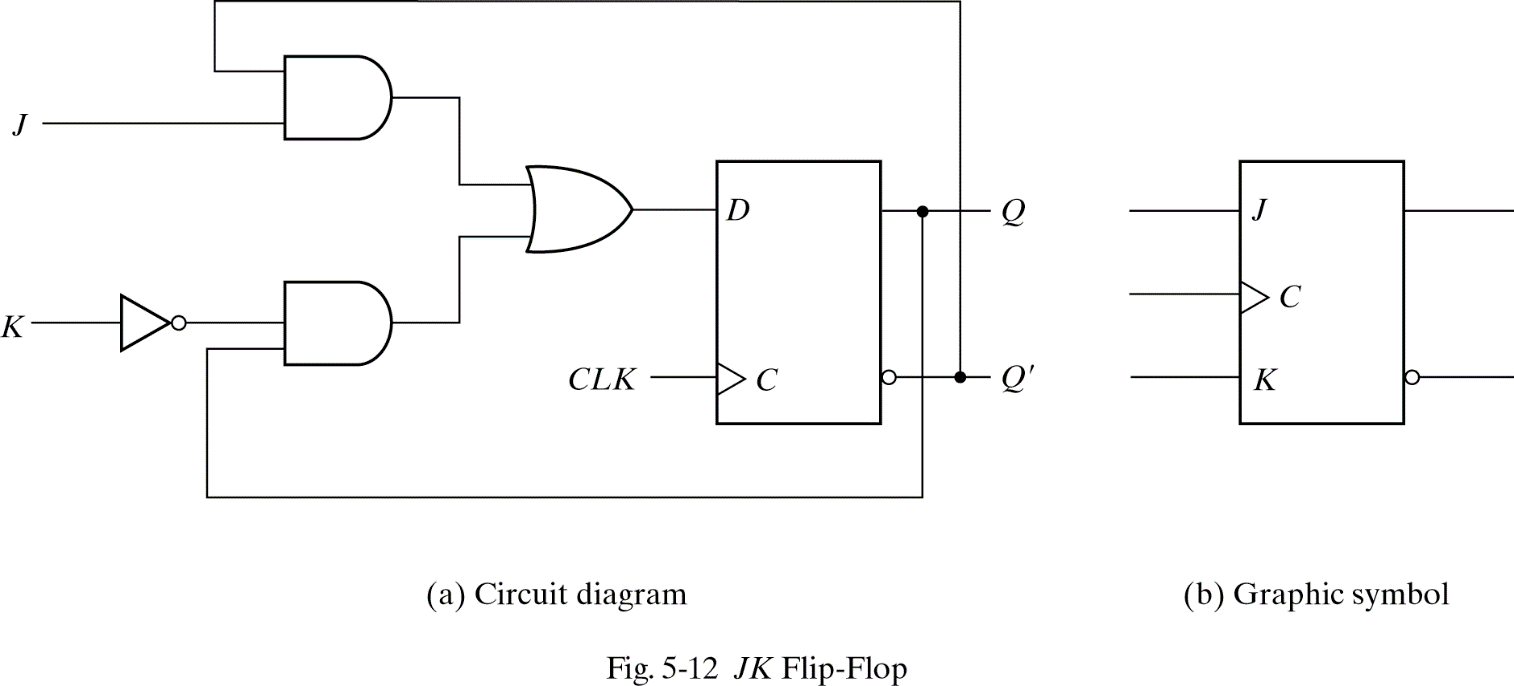 J
D
Q
K
CLK
C
Q′
J
C
K
(a) Circuit diagram
(b) Graphic symbol
Fig. 5-12 JK Flip-Flop